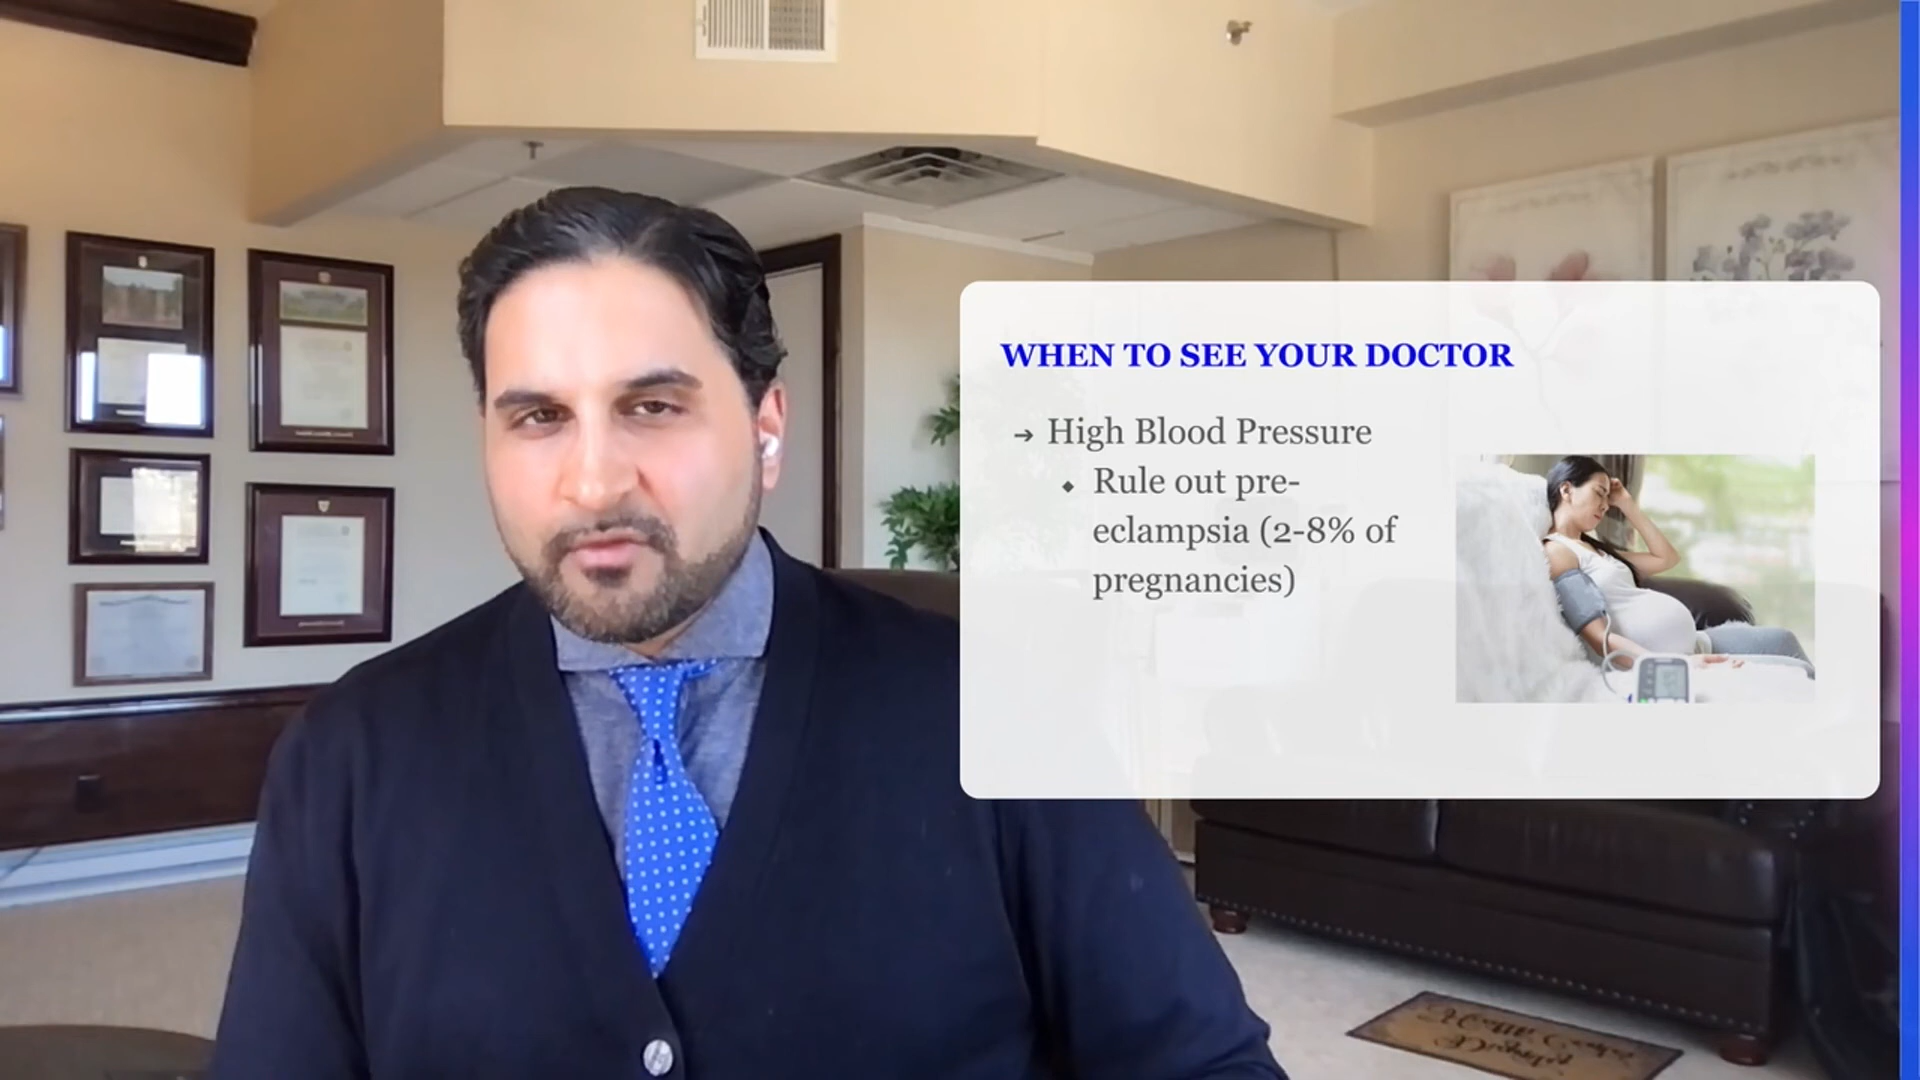 WHEN TO SEE YOUR DOCTOR
➔ High Blood Pressure
◆ Rule out pre-
eclampsia (2-8% of
pregnancies)